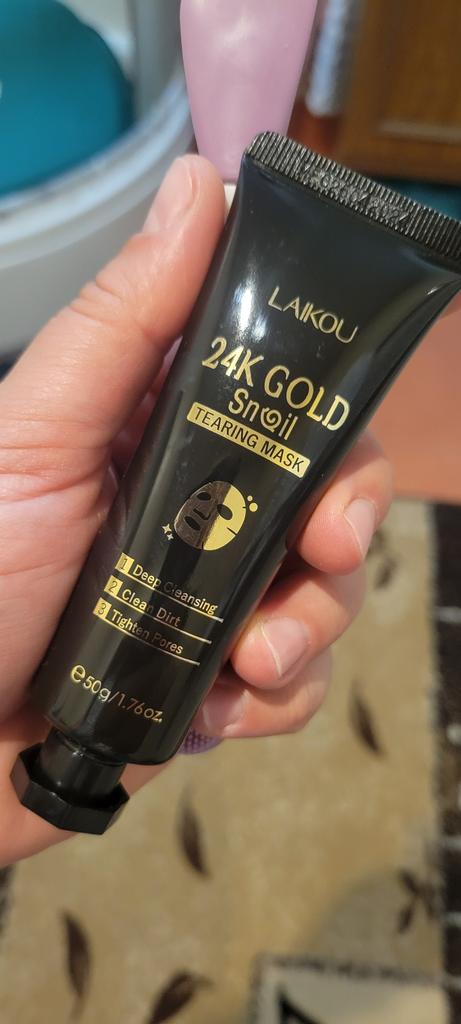 LAIKOU
24K GOLD
Snail
TEARING MASK
1 Deep Cleansing
2 Clean Dirt
3 Tighten Pores
℮50g/1.76oz.